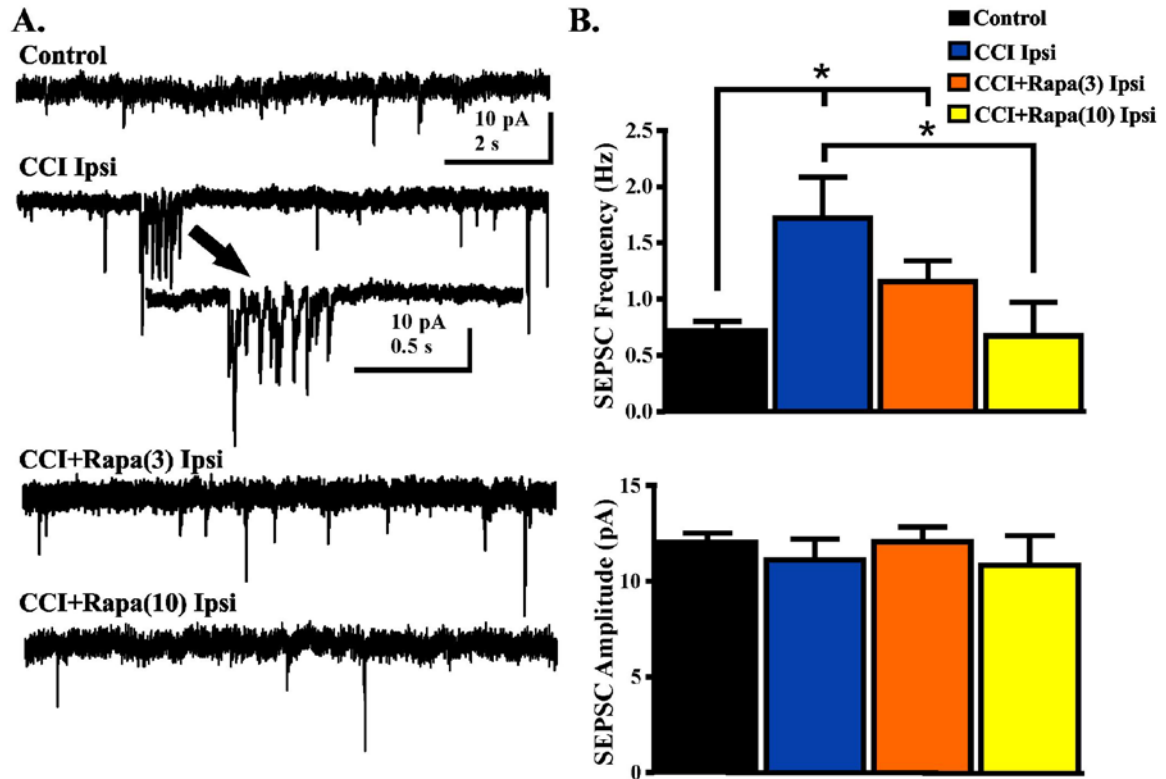 A.
Control
10 pA
2 s
CCI Ipsi
10 pA
0.5 s
CCI+Rapa(3) Ipsi
CCI+Rapa(10) Ipsi
B.
Control
CCI Ipsi
CCI+Rapa(3) Ipsi
CCI+Rapa(10) Ipsi
*
*
SEPSC Frequency (Hz)
2.5
2.0
1.5
1.0
0.5
0.0
SEPSC Amplitude (pA)
15
10
5
0